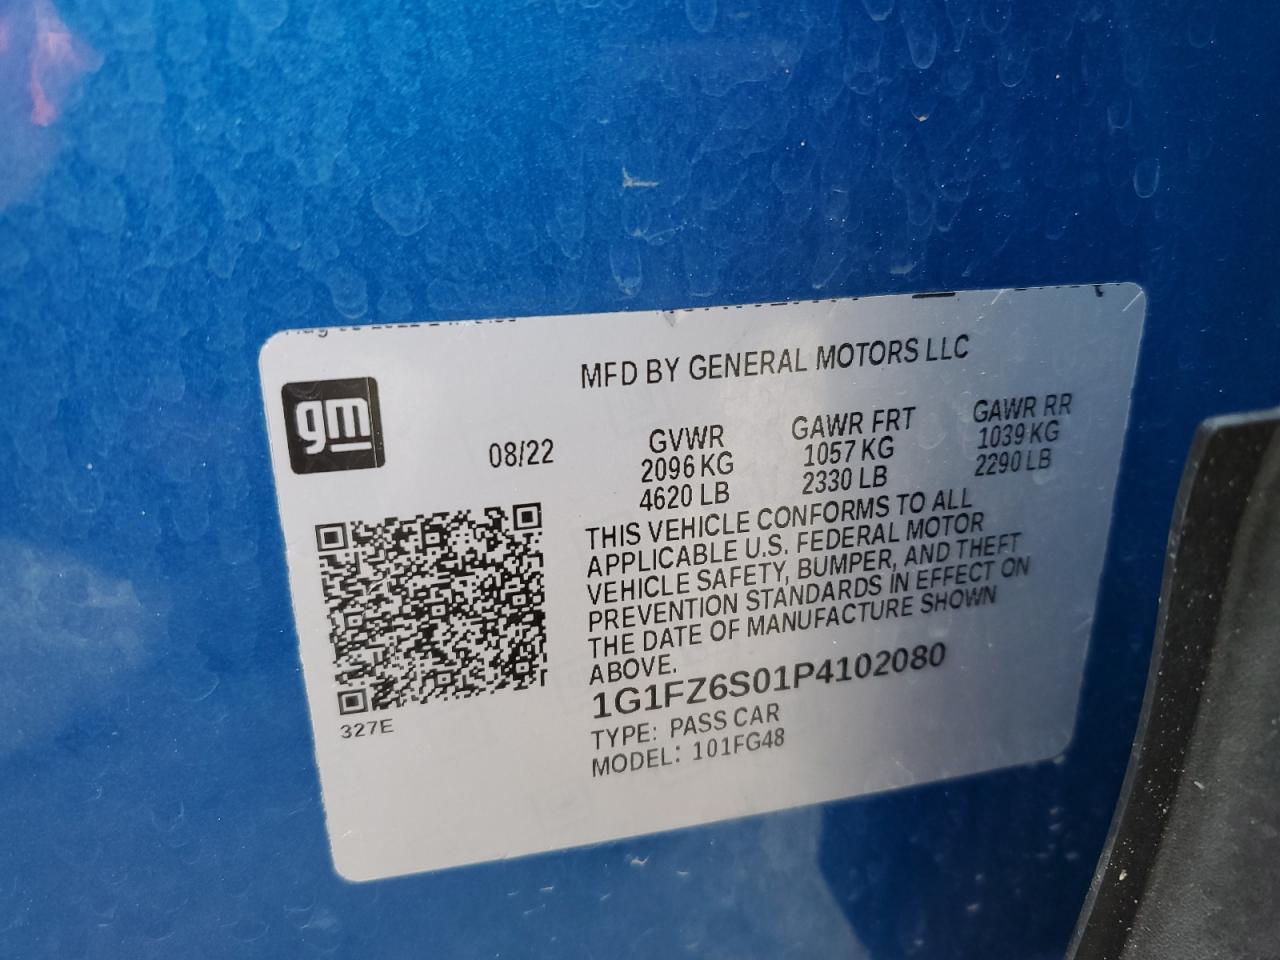 gm
MFD BY GENERAL MOTORS LLC
08/22
GVWR
2096 KG
4620 LB
GAWR FRT
1057 KG
2330 LB
GAWR RR
1039 KG
2290 LB
THIS VEHICLE CONFORMS TO ALL
APPLICABLE U.S. FEDERAL MOTOR
VEHICLE SAFETY, BUMPER, AND THEFT
PREVENTION STANDARDS IN EFFECT ON
THE DATE OF MANUFACTURE SHOWN
ABOVE.
1G1FZ6S01P4102080
TYPE: PASS CAR
MODEL: 101FG48
327E